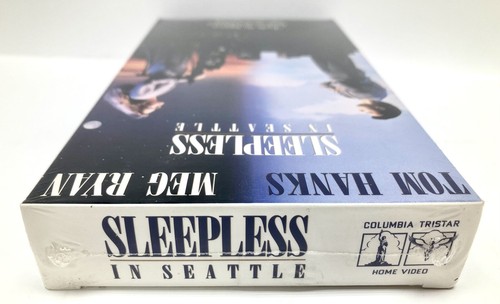 SLEEPLESS
IN SEATTLE
TOM HANKS MEG RYAN
SLEEPLESS
IN SEATTLE
COLUMBIA TRISTAR
HOME VIDEO